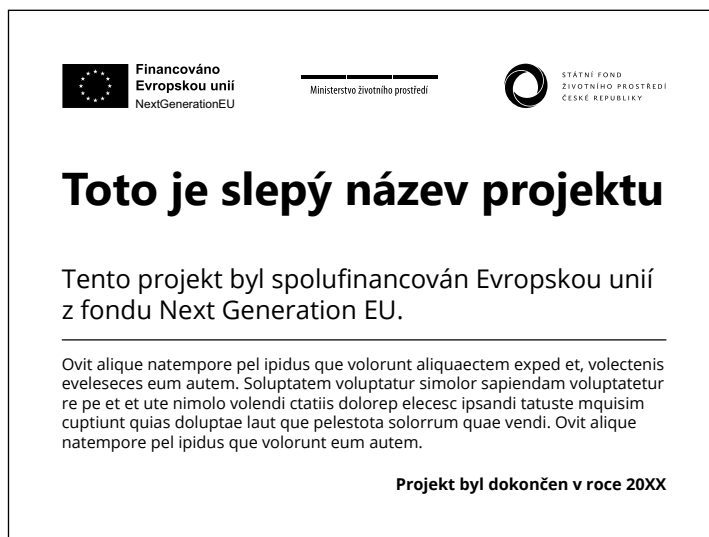 Financováno
Evropskou unií
NextGenerationEU
Ministerstvo životního prostředí
STÁTNÍ FOND
ŽIVOTNÍHO PROSTŘEDÍ
ČESKÉ REPUBLIKY
Toto je slepý název projektu
Tento projekt byl spolufinancován Evropskou unií
z fondu Next Generation EU.
Ovit alique natempore pel ipidus que volorunt aliquaectem exped et, volectenis
eveleseces eum autem. Soluptatem voluptatur simolor sapiendam voluptatetur
re pe et et ute nimolo volendi ctatiis dolorep elecesc ipsandi tatuste mquisim
cuptiunt quias doluptae laut que pelestota solorrum quae vendi. Ovit alique
natempore pel ipidus que volorunt eum autem.
Projekt byl dokončen v roce 20XX